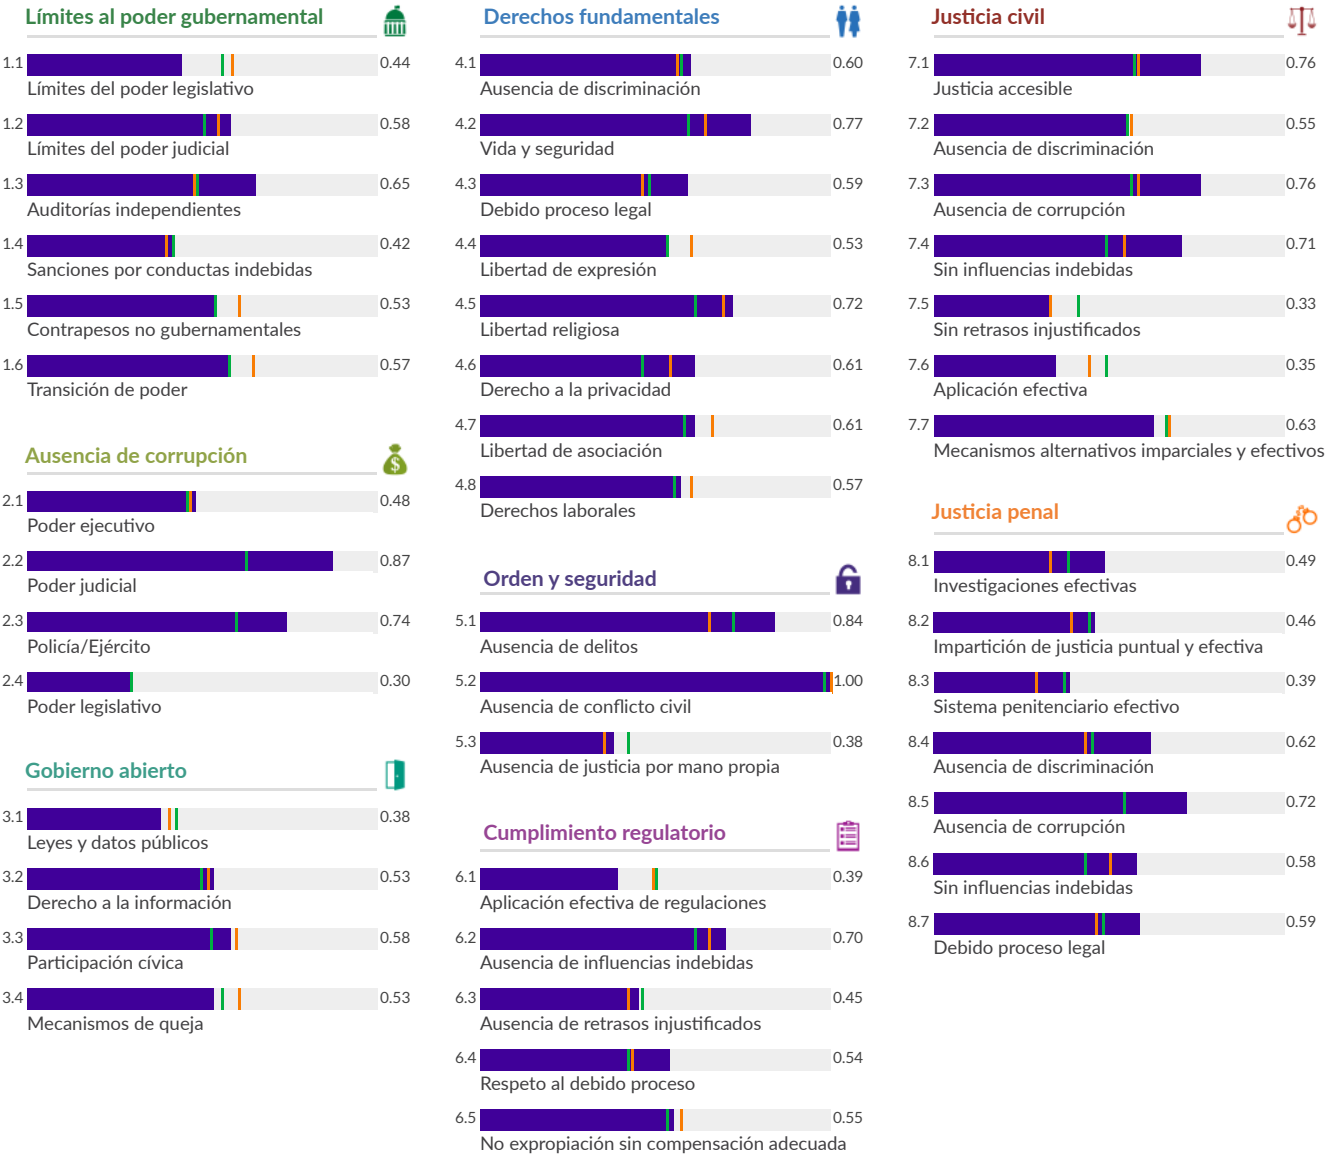 Límites al poder gubernamental
1.1 0.44
Límites del poder legislativo
1.2 0.58
Límites del poder judicial
1.3 0.65
Auditorías independientes
1.4 0.42
Sanciones por conductas indebidas
1.5 0.53
Contrapesos no gubernamentales
1.6 0.57
Transición de poder
Ausencia de corrupción
$
2.1 0.48
Poder ejecutivo
2.2 0.87
Poder judicial
2.3 0.74
Policía/Ejército
2.4 0.30
Poder legislativo
Gobierno abierto
3.1 0.38
Leyes y datos públicos
3.2 0.53
Derecho a la información
3.3 0.58
Participación cívica
3.4 0.53
Mecanismos de queja
Derechos fundamentales
4.1 0.60
Ausencia de discriminación
4.2 0.77
Vida y seguridad
4.3 0.59
Debido proceso legal
4.4 0.53
Libertad de expresión
4.5 0.72
Libertad religiosa
4.6 0.61
Derecho a la privacidad
4.7 0.61
Libertad de asociación
4.8 0.57
Derechos laborales
Orden y seguridad
5.1 0.84
Ausencia de delitos
5.2 1.00
Ausencia de conflicto civil
5.3 0.38
Ausencia de justicia por mano propia
Cumplimiento regulatorio
6.1 0.39
Aplicación efectiva de regulaciones
6.2 0.70
Ausencia de influencias indebidas
6.3 0.45
Ausencia de retrasos injustificados
6.4 0.54
Respeto al debido proceso
6.5 0.55
No expropiación sin compensación adecuada
Justicia civil
7.1 0.76
Justicia accesible
7.2 0.55
Ausencia de discriminación
7.3 0.76
Ausencia de corrupción
7.4 0.71
Sin influencias indebidas
7.5 0.33
Sin retrasos injustificados
7.6 0.35
Aplicación efectiva
7.7 0.63
Mecanismos alternativos imparciales y efectivos
Justicia penal
8.1 0.49
Investigaciones efectivas
8.2 0.46
Impartición de justicia puntual y efectiva
8.3 0.39
Sistema penitenciario efectivo
8.4 0.62
Ausencia de discriminación
8.5 0.72
Ausencia de corrupción
8.6 0.58
Sin influencias indebidas
8.7 0.59
Debido proceso legal